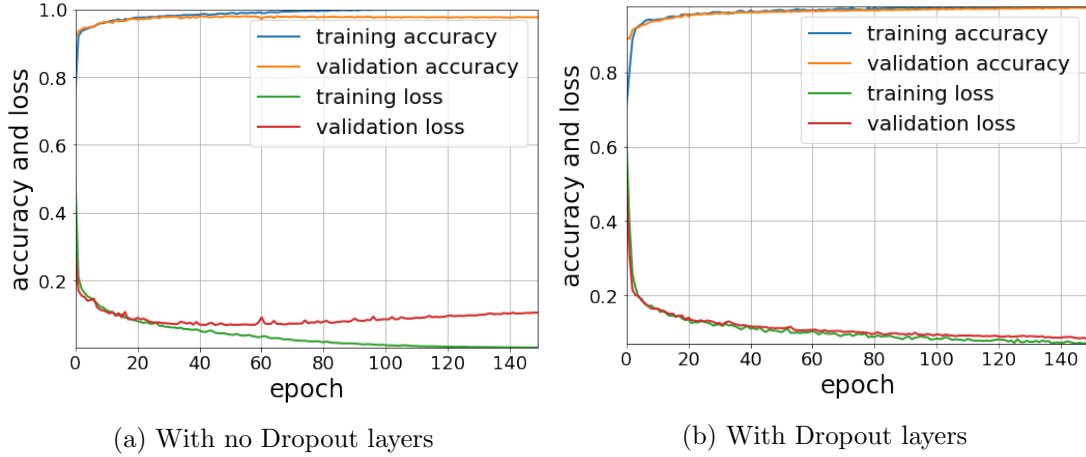 accuracy and loss
1.0
0.8
0.6
0.4
0.2
training accuracy
validation accuracy
training loss
validation loss
0 20 40 60 80 100 120 140
epoch
(a) With no Dropout layers
accuracy and loss
0.8
0.6
0.4
0.2
training accuracy
validation accuracy
training loss
validation loss
0 20 40 60 80 100 120 140
epoch
(b) With Dropout layers